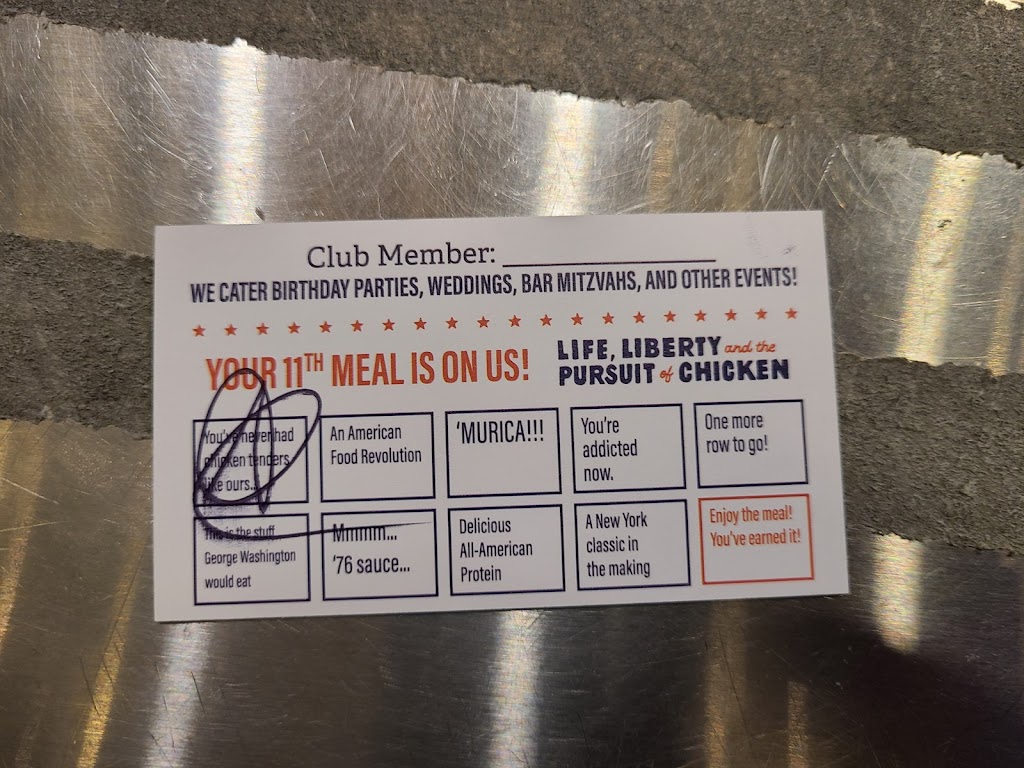 Club Member:
WE CATER BIRTHDAY PARTIES, WEDDINGS, BAR MITZVAHS, AND OTHER EVENTS!
YOUR 11TH MEAL IS ON US!
LIFE, LIBERTY and the
PURSUIT of CHICKEN
You've never had
chicken tenders
like ours...
An American
Food Revolution
'MURICA!!!
You're
addicted
now.
One more
row to go!
This is the stuff
George Washington
would eat
Mmmm...
'76 sauce...
Delicious
All-American
Protein
A New York
classic in
the making
Enjoy the meal!
You've earned it!